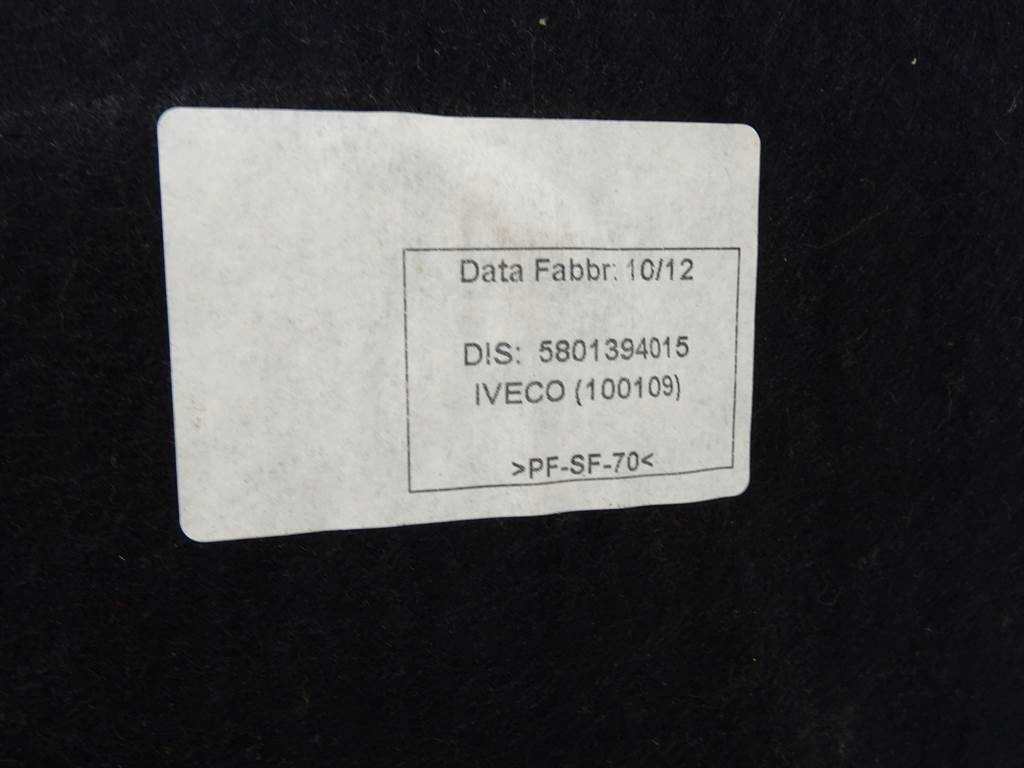 Data Fabbr: 10/12
DIS: 5801394015
IVECO (100109)
>PF-SF-70<